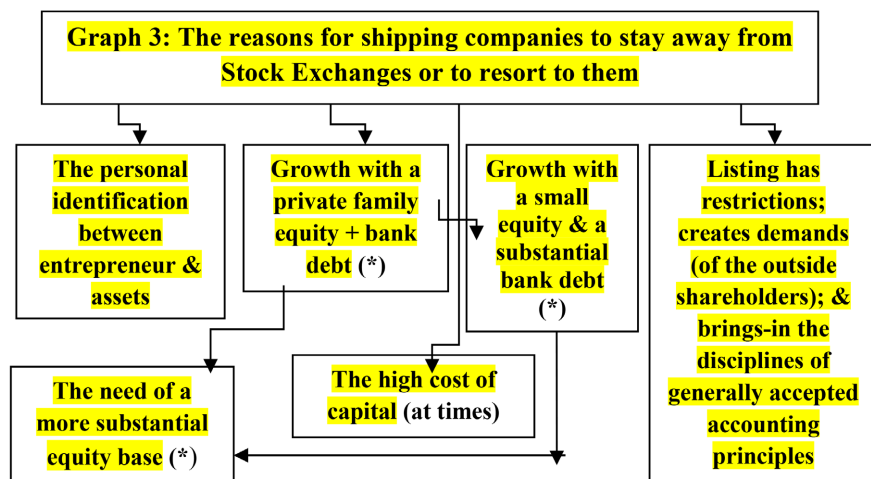 Graph 3: The reasons for shipping companies to stay away from
Stock Exchanges or to resort to them
The personal
identification
between
entrepreneur &
assets
Growth with a
private family
equity + bank
debt (*)
Growth with
a small
equity & a
substantial
bank debt
(*)
Listing has
restrictions;
creates demands
(of the outside
shareholders); &
brings-in the
disciplines of
generally accepted
accounting
principles
The need of a
more substantial
equity base (*)
The high cost of
capital (at times)